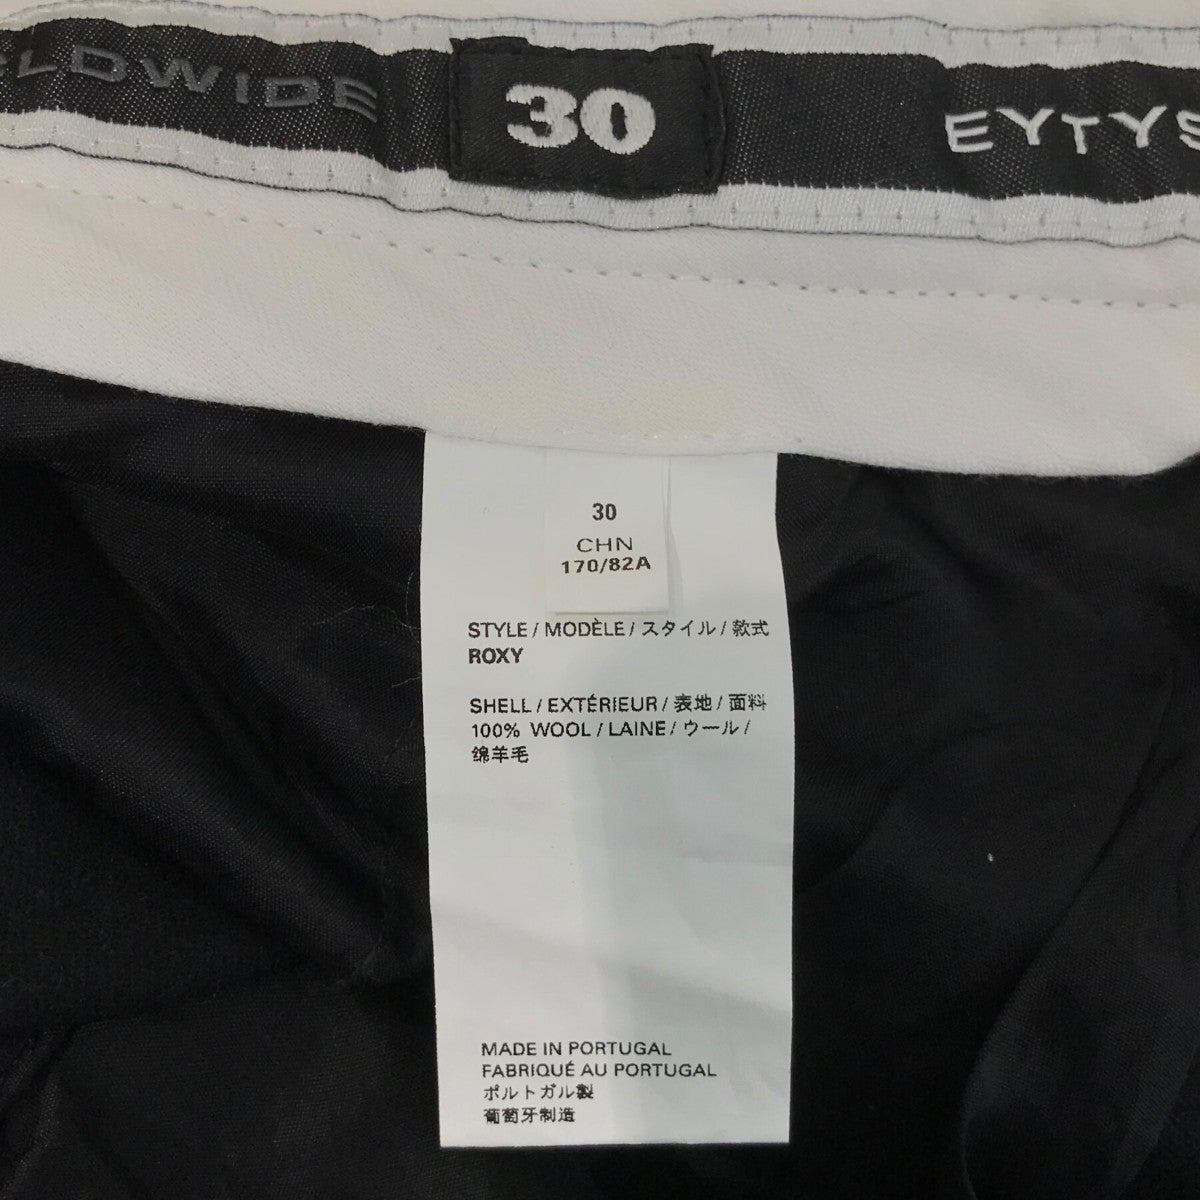 WIDE 30 EYTYS
30
CHN
170/82A
STYLE / MODÈLE / スタイル / 款式
ROXY
SHELL / EXTÉRIEUR / 表地 / 面料
100% WOOL / LAINE / ウール /
绵羊毛
MADE IN PORTUGAL
FABRIQUÉ AU PORTUGAL
ポルトガル製
葡萄牙制造